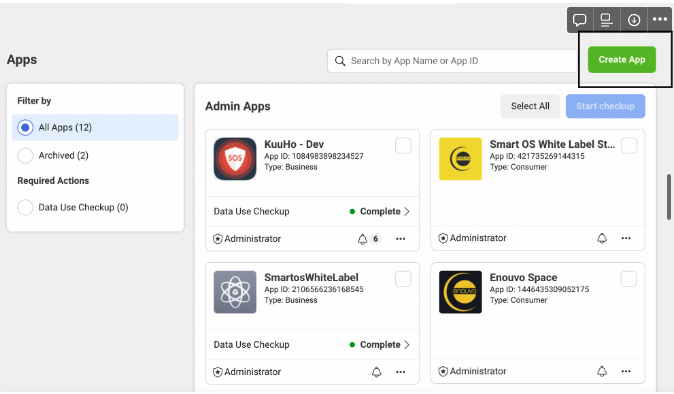 Apps
Search by App Name or App ID
Create App
Filter by
All Apps (12)
Archived (2)
Required Actions
Data Use Checkup (0)
Admin Apps
Select All
Start checkup
SOS
KuuHo - Dev
App ID: 1084983898234527
Type: Business
Data Use Checkup
Complete
Administrator
6
ENOUVO
Smart OS White Label St...
App ID: 421735269144315
Type: Consumer
Administrator
SmartosWhiteLabel
App ID: 2106566236168545
Type: Business
Data Use Checkup
Complete
Administrator
ENOUVO
Enouvo Space
App ID: 1446435309052175
Type: Consumer
Administrator